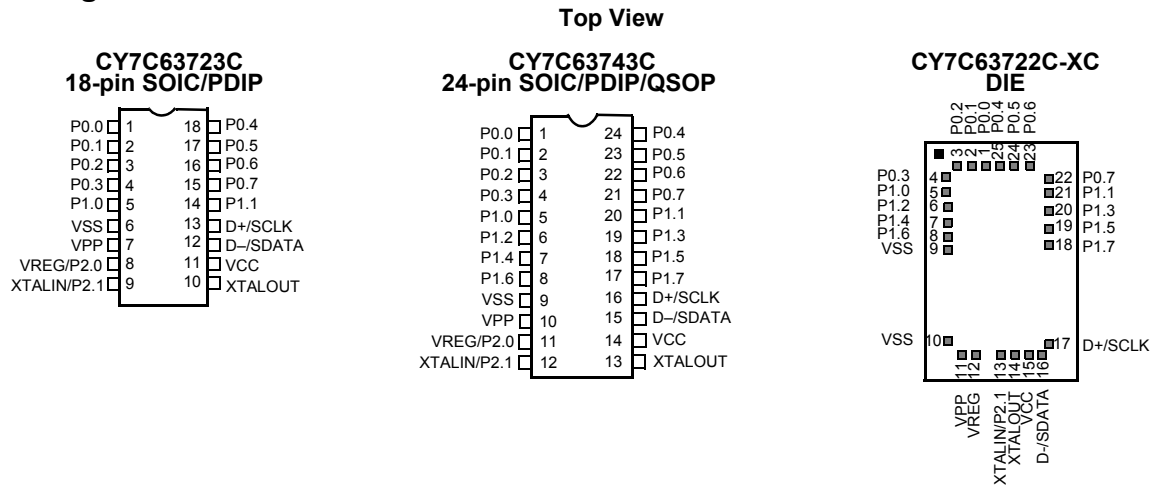 Top View
CY7C63723C
18-pin SOIC/PDIP
P0.0 1 18 P0.4
P0.1 2 17 P0.5
P0.2 3 16 P0.6
P0.3 4 15 P0.7
P1.0 5 14 P1.1
VSS 6 13 D+/SCLK
VPP 7 12 D–/SDATA
VREG/P2.0 8 11 VCC
XTALIN/P2.1 9 10 XTALOUT
CY7C63743C
24-pin SOIC/PDIP/QSOP
P0.0 1 24 P0.4
P0.1 2 23 P0.5
P0.2 3 22 P0.6
P0.3 4 21 P0.7
P1.0 5 20 P1.1
P1.2 6 19 P1.3
P1.4 7 18 P1.5
P1.6 8 17 P1.7
VSS 9 16 D+/SCLK
VPP 10 15 D–/SDATA
VREG/P2.0 11 14 VCC
XTALIN/P2.1 12 13 XTALOUT
CY7C63722C-XC
DIE
P0.2 P0.1 P0.0 P0.4 P0.5 P0.6
3 2 1 25 24 23
P0.3 4 22 P0.7
P1.0 5 21 P1.1
P1.2 6 20 P1.3
P1.4 7 19 P1.5
P1.6 8 18 P1.7
VSS 9
VSS 10 17 D+/SCLK
11 12 13 14 15 16
VPP VREG XTALIN/P2.1 XTALOUT VCC D-/SDATA